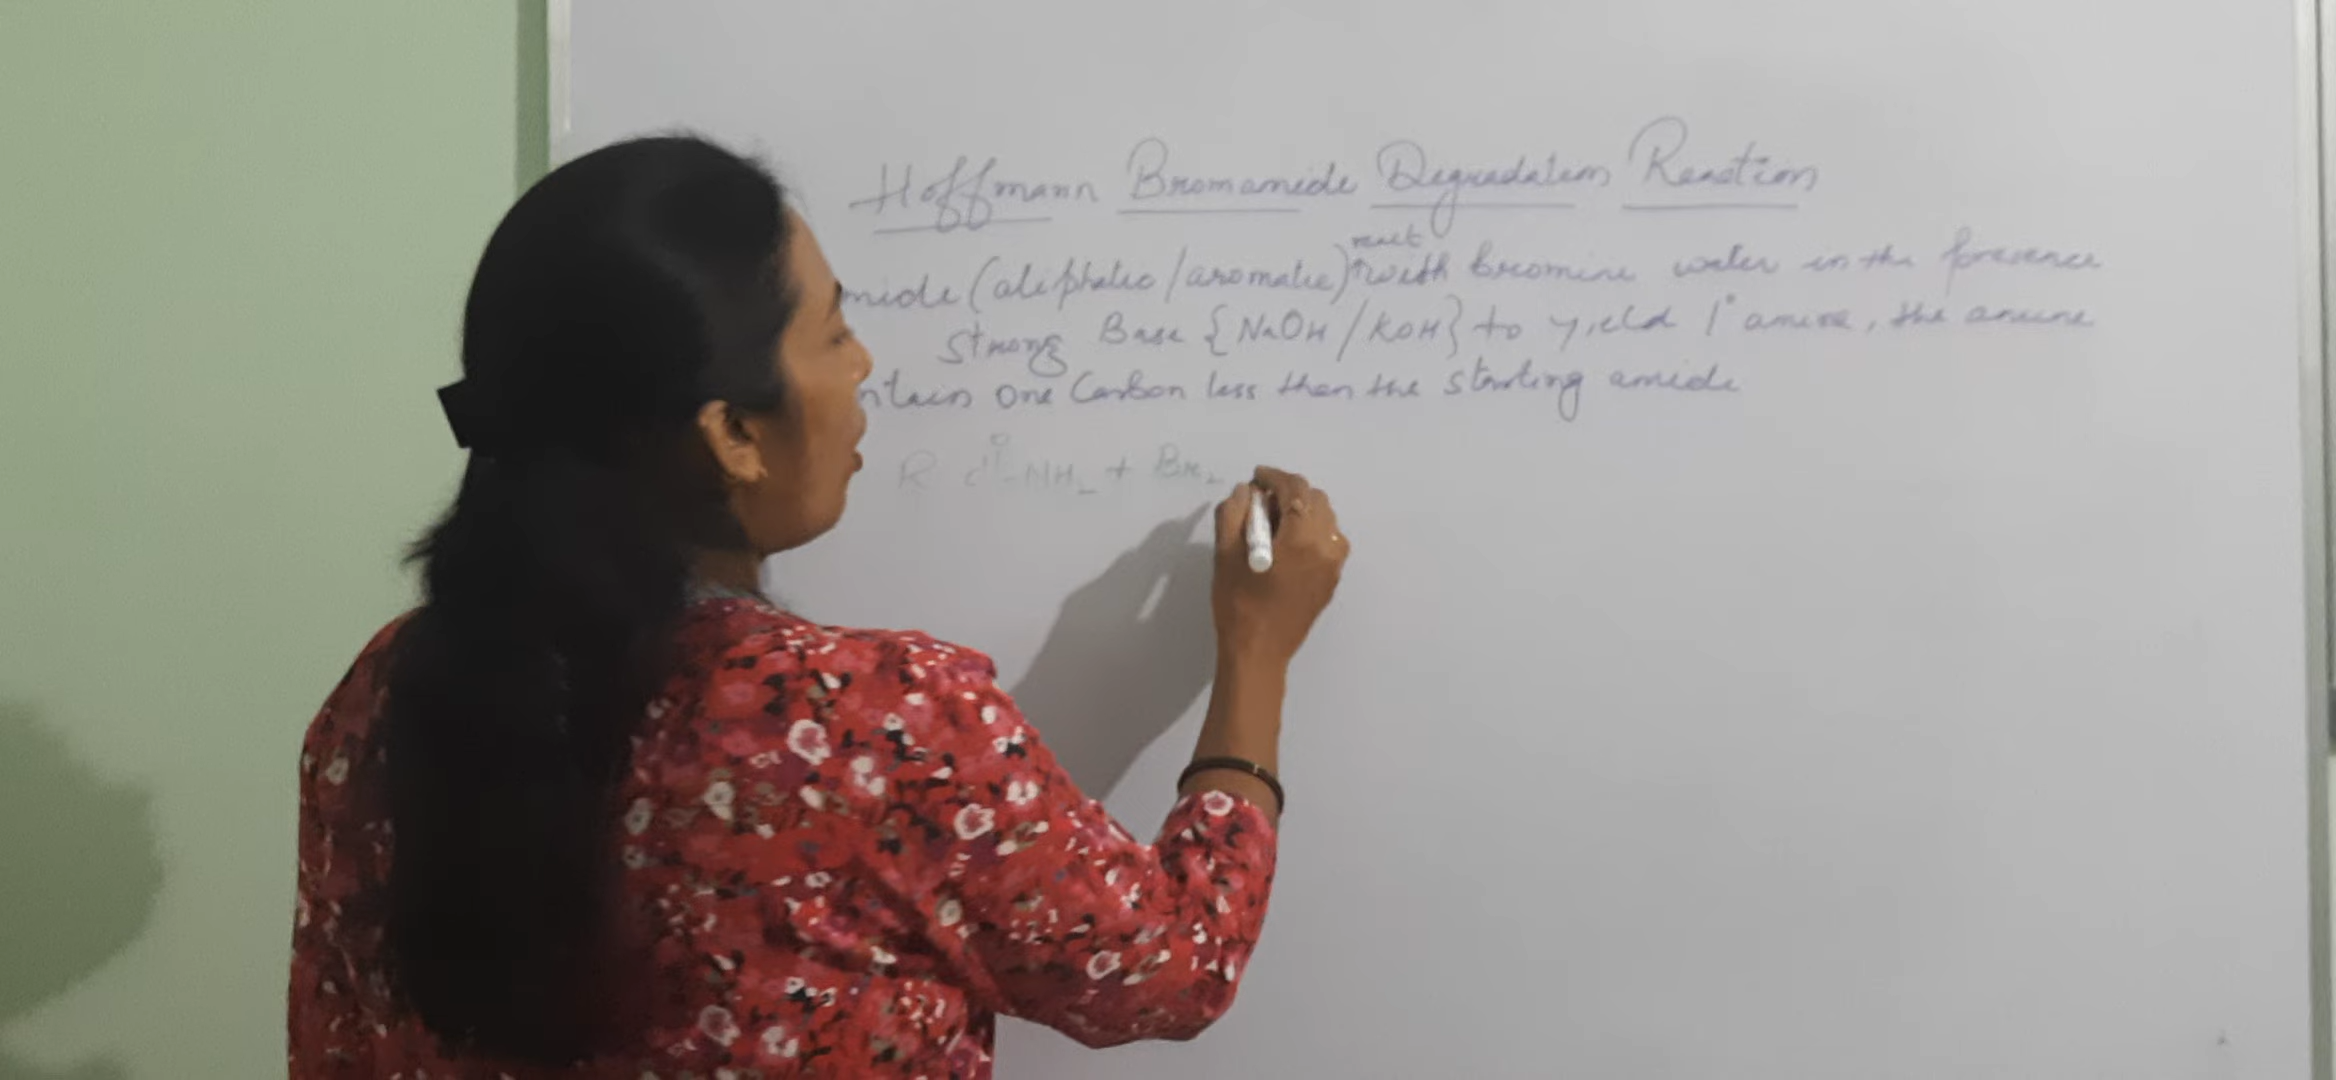 Hoffmann Bromamide Degradation Reaction
react
mide (aliphatic/aromatic) with bromine water in the presence
strong Base {NaOH/KOH} to yield 1° amine, the amine
ntain one Carbon less then the starting amide
O
R C-NH2 + Br2